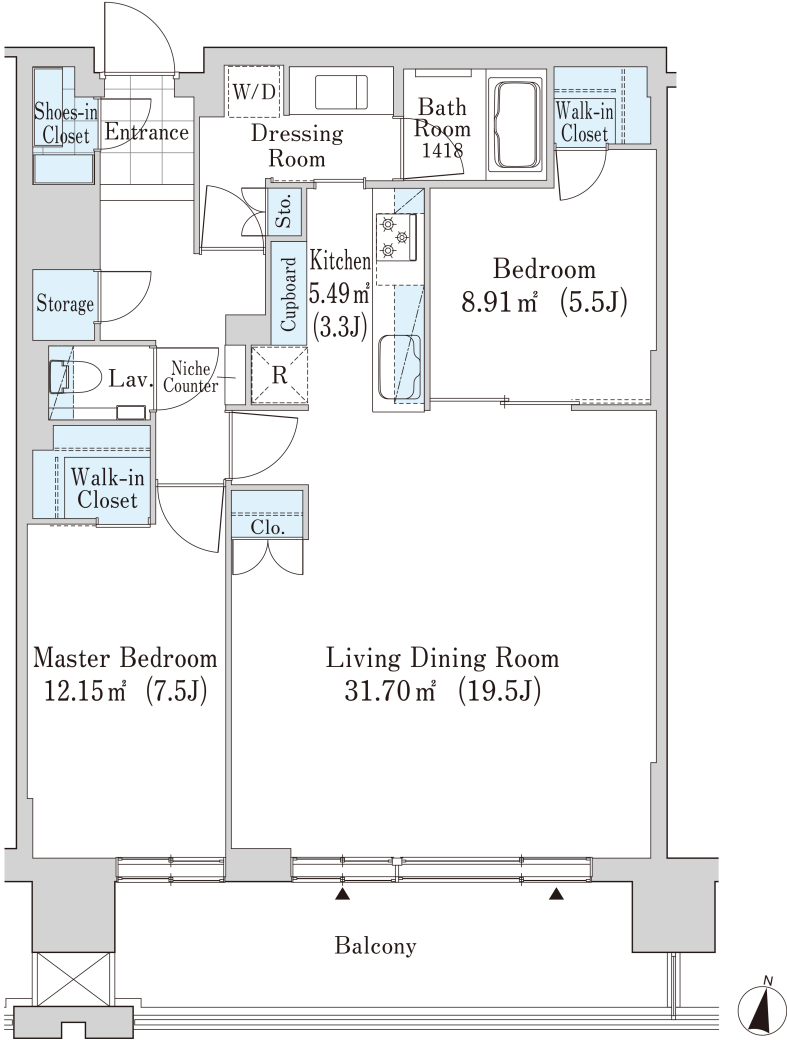 Shoes-in
Closet
Entrance
W/D
Dressing
Room
Bath
Room
1418
Walk-in
Closet
Sto.
Cupboard
Kitchen
5.49㎡
(3.3J)
Bedroom
8.91㎡ (5.5J)
Storage
Lav.
Niche
Counter
R
Walk-in
Closet
Clo.
Master Bedroom
12.15㎡ (7.5J)
Living Dining Room
31.70㎡ (19.5J)
Balcony
N